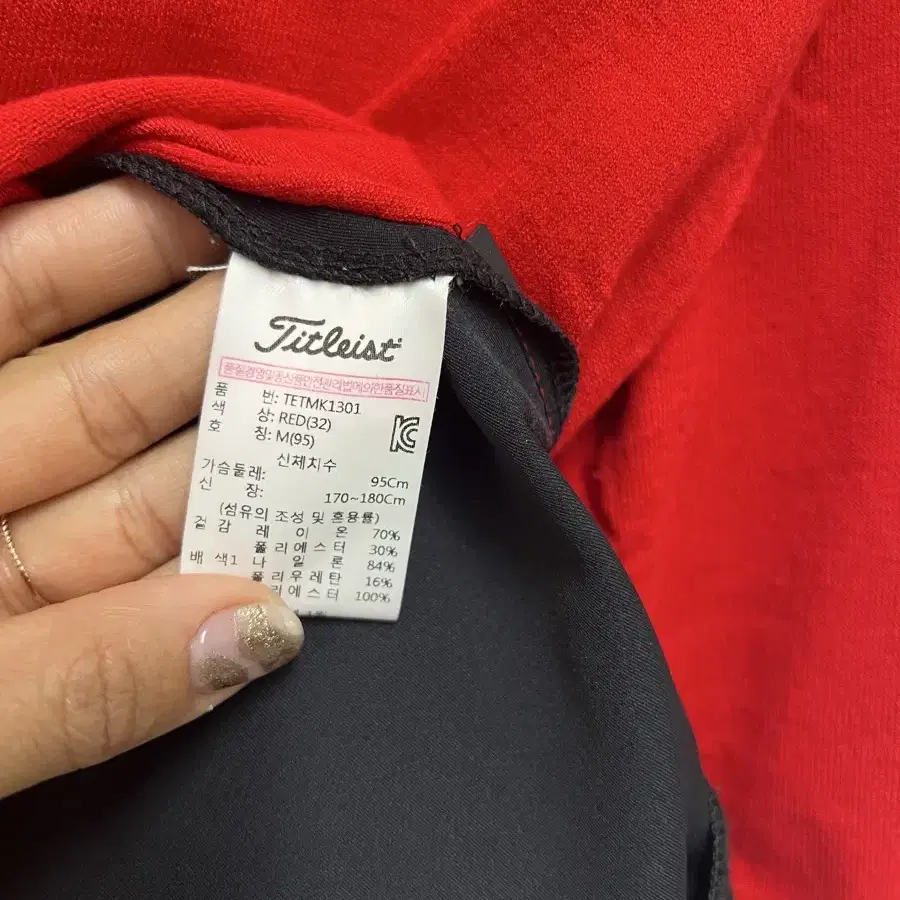 Titleist
품질경영및공산품안전관리법에의한품질표시
품 번: TETMK1301
색 상: RED(32)
호 칭: M(95)
신체치수
가슴둘레: 95Cm
신 장: 170~180Cm
(섬유의 조성 및 혼용률)
겉 감 레 이 온 70%
폴 리 에 스 터 30%
배 색1 나 일 론 84%
폴 리 우 레 탄 16%
리 에 스 터 100%